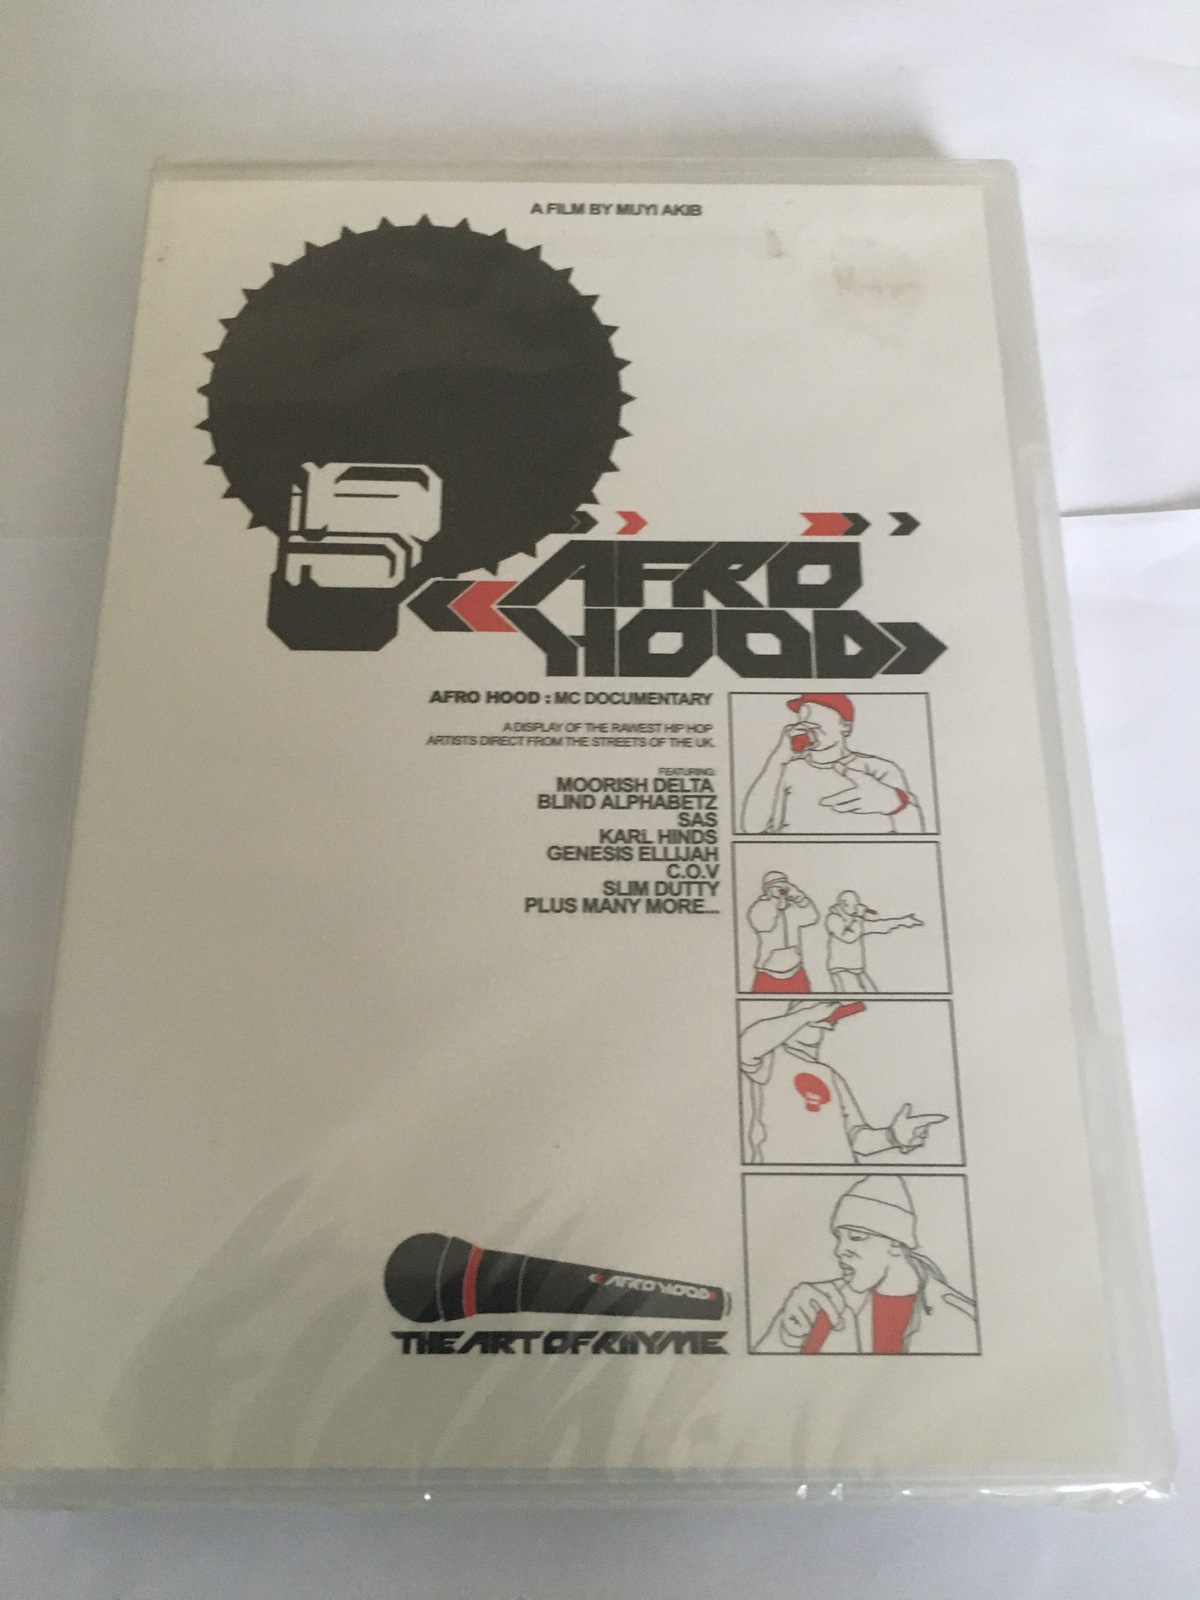 A FILM BY MUYI AKIB
AFRO
HOOD
AFRO HOOD : MC DOCUMENTARY
A DISPLAY OF THE RAWEST HIP HOP
ARTISTS DIRECT FROM THE STREETS OF THE UK.
FEATURING:
MOORISH DELTA
BLIND ALPHABETZ
SAS
KARL HINDS
GENESIS ELLIJAH
C.O.V
SLIM DUTTY
PLUS MANY MORE...
AFRO HOOD
THE ART OF RHYME